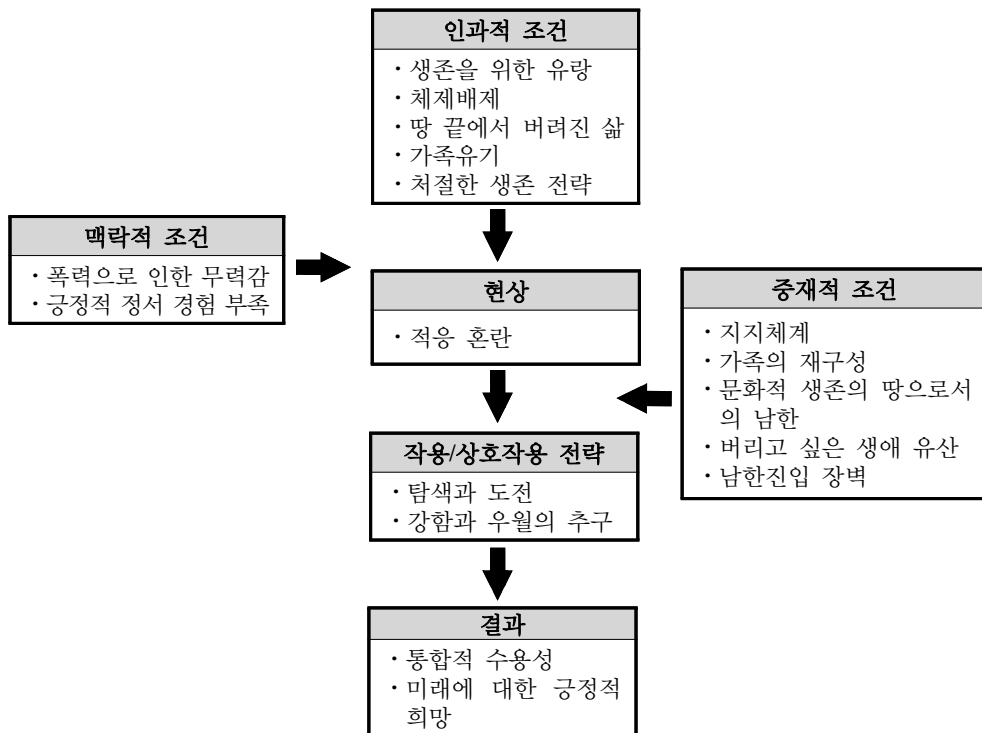 인과적 조건
· 생존을 위한 유랑
· 체제배제
· 땅 끝에서 버려진 삶
· 가족유기
· 처절한 생존 전략
맥락적 조건
· 폭력으로 인한 무력감
· 긍정적 정서 경험 부족
현상
· 적응 혼란
중재적 조건
· 지지체계
· 가족의 재구성
· 문화적 생존의 땅으로서
의 남한
· 버리고 싶은 생애 유산
· 남한진입 장벽
작용/상호작용 전략
· 탐색과 도전
· 강함과 우월의 추구
결과
· 통합적 수용성
· 미래에 대한 긍정적
희망